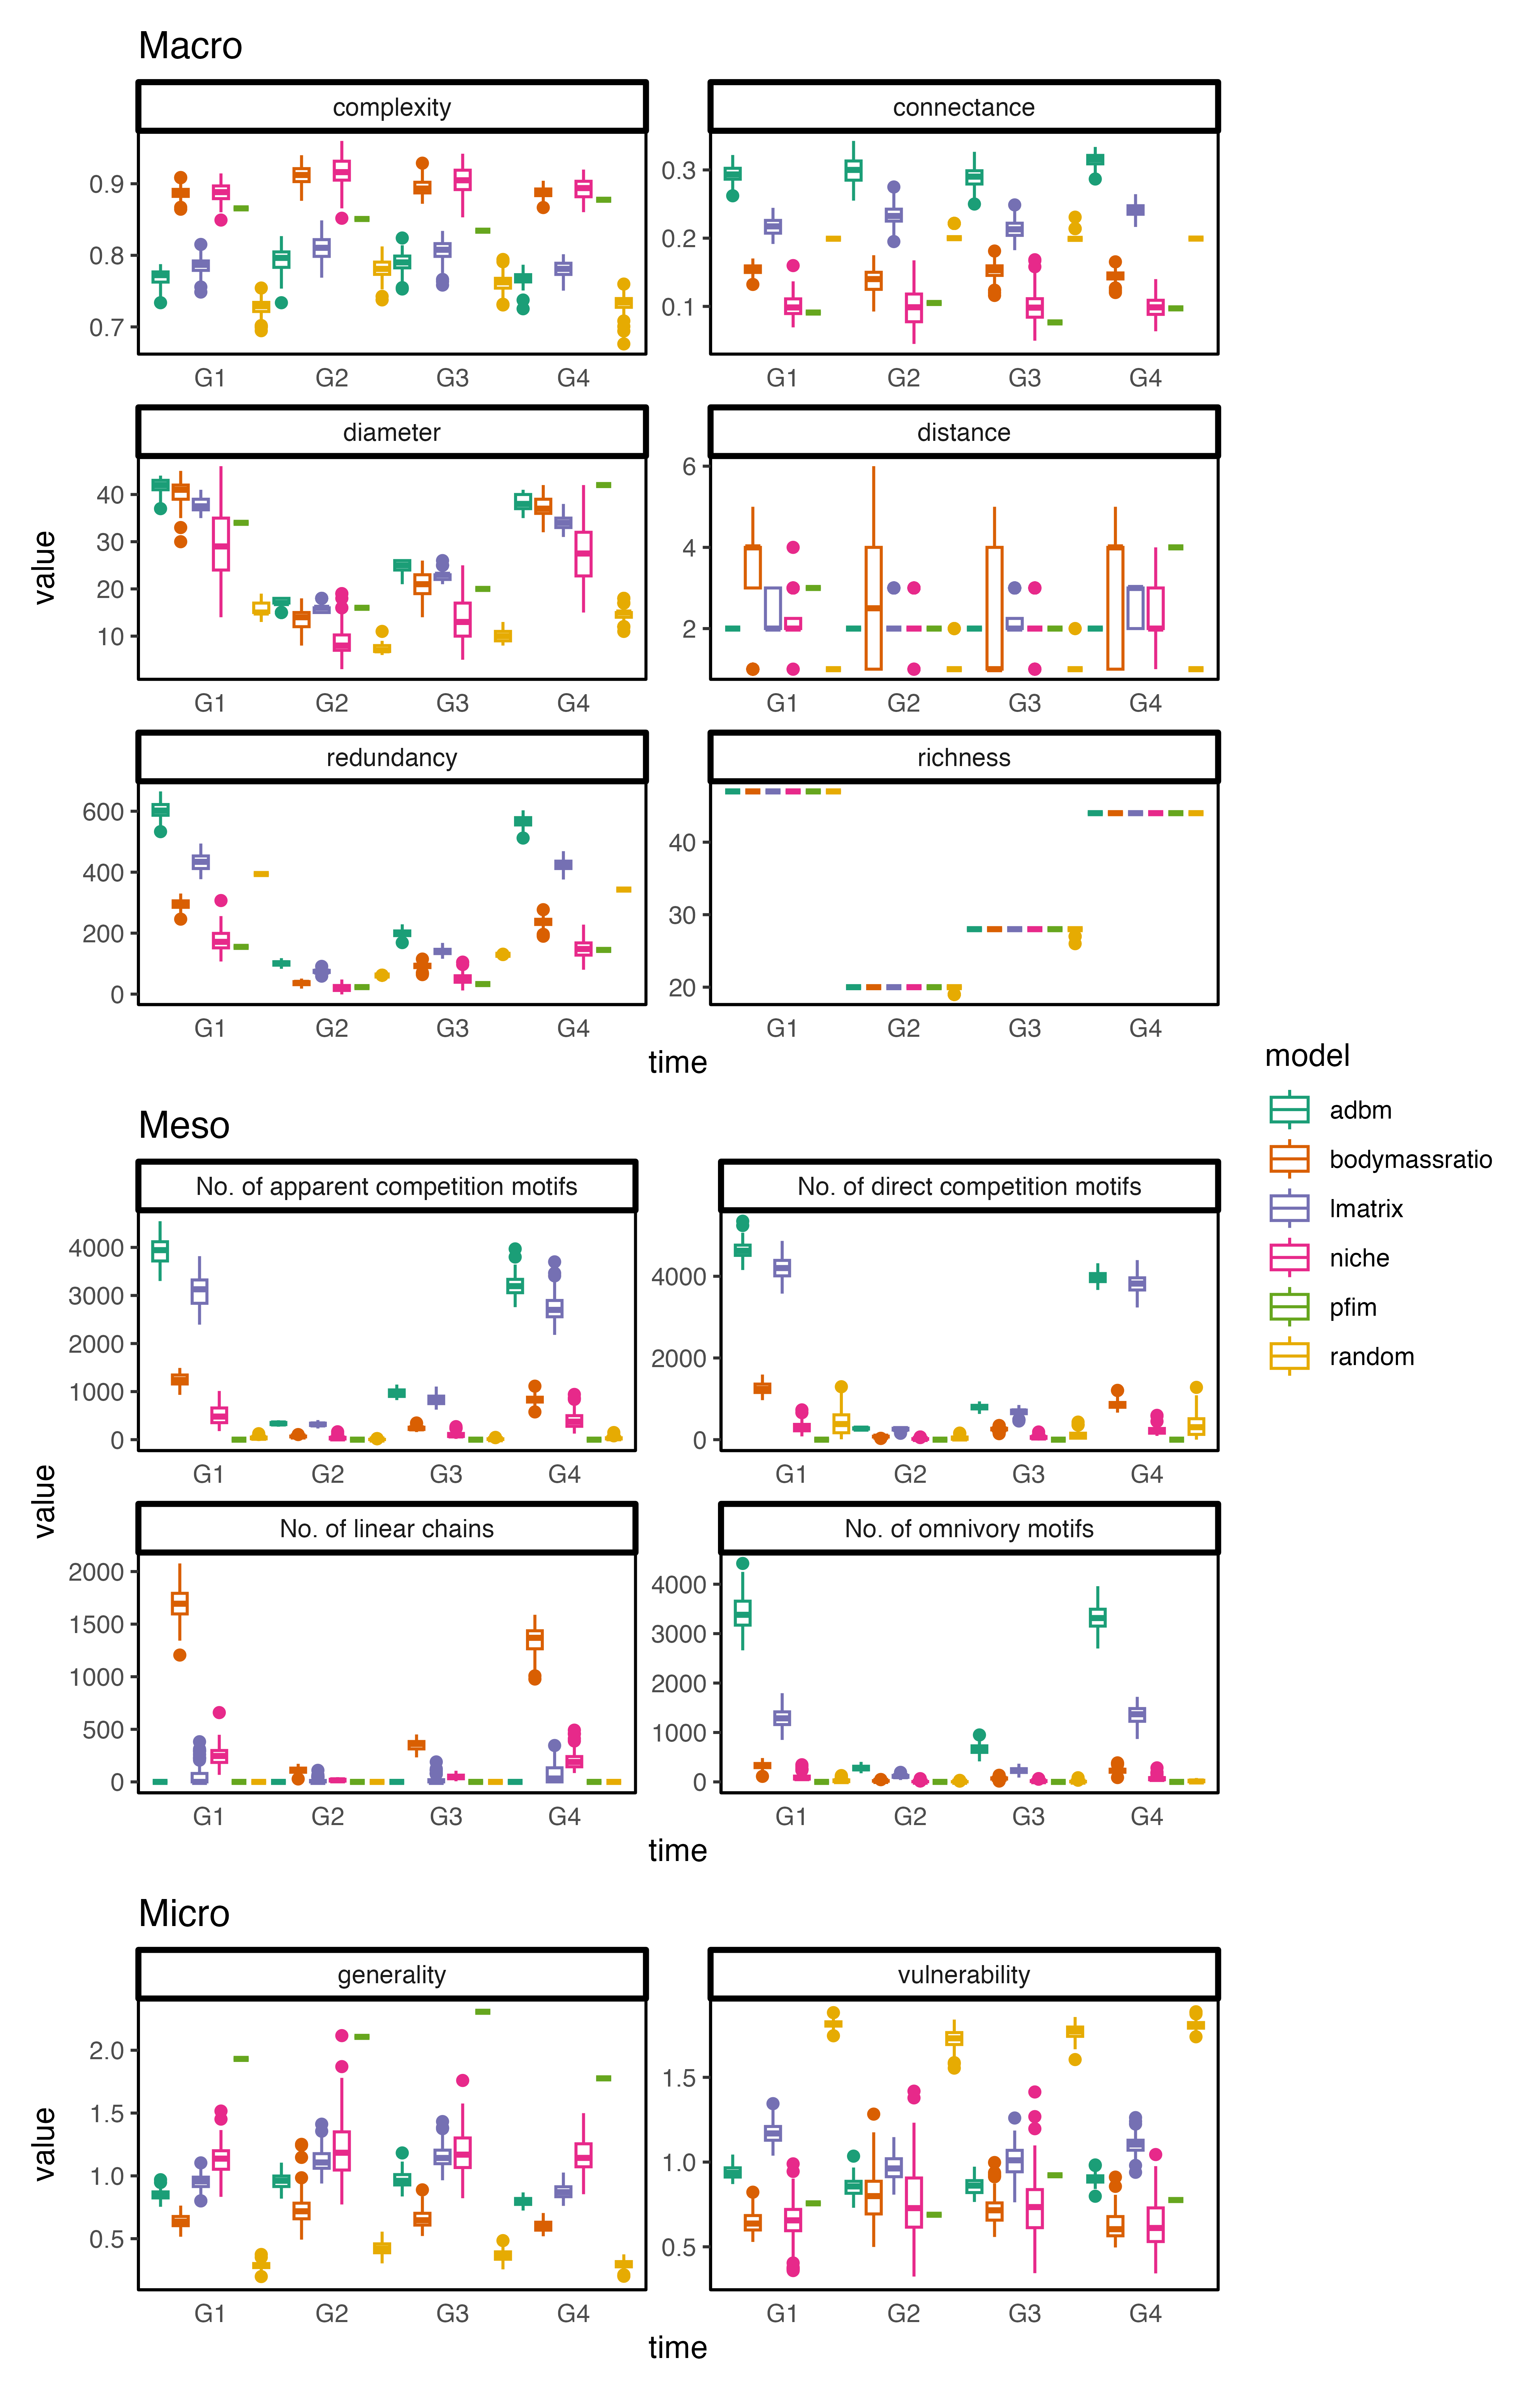 Macro
complexity
connectance
0.9
0.8
0.7
0.3
0.2
0.1
G1 G2 G3 G4
G1 G2 G3 G4
diameter
distance
40
30
20
10
6
4
2
G1 G2 G3 G4
G1 G2 G3 G4
value
redundancy
richness
600
400
200
0
40
30
20
G1 G2 G3 G4
G1 G2 G3 G4
time
model
adbm
bodymassratio
lmatrix
niche
pfim
random
Meso
No. of apparent competition motifs
No. of direct competition motifs
4000
3000
2000
1000
0
4000
2000
0
G1 G2 G3 G4
G1 G2 G3 G4
value
No. of linear chains
No. of omnivory motifs
2000
1500
1000
500
0
4000
3000
2000
1000
0
G1 G2 G3 G4
G1 G2 G3 G4
time
Micro
generality
vulnerability
value
2.0
1.5
1.0
0.5
1.5
1.0
0.5
G1 G2 G3 G4
G1 G2 G3 G4
time